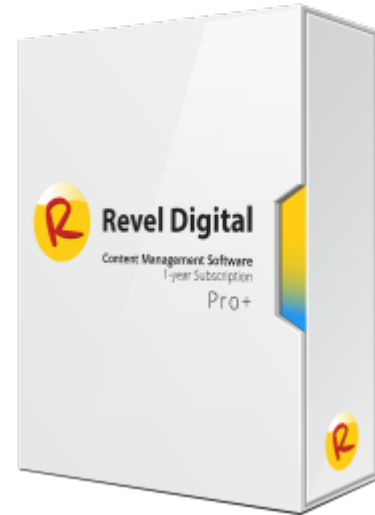 R
Revel Digital
Content Management Software
1-year Subscription
Pro+
R